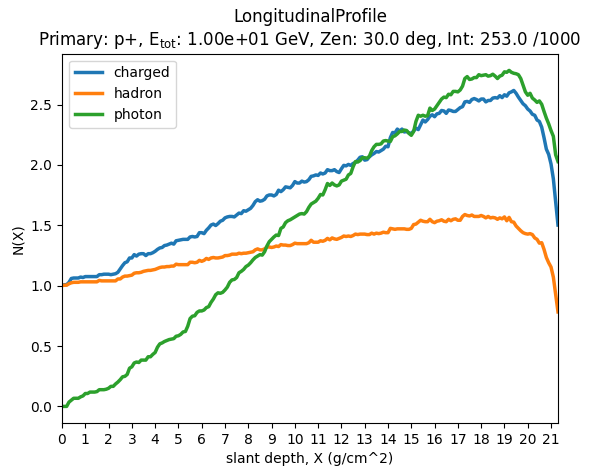 LongitudinalProfile
Primary: p+, E_tot: 1.00e+01 GeV, Zen: 30.0 deg, Int: 253.0 /1000
charged
hadron
photon
N(X)
2.5
2.0
1.5
1.0
0.5
0.0
0 1 2 3 4 5 6 7 8 9 10 11 12 13 14 15 16 17 18 19 20 21
slant depth, X (g/cm^2)